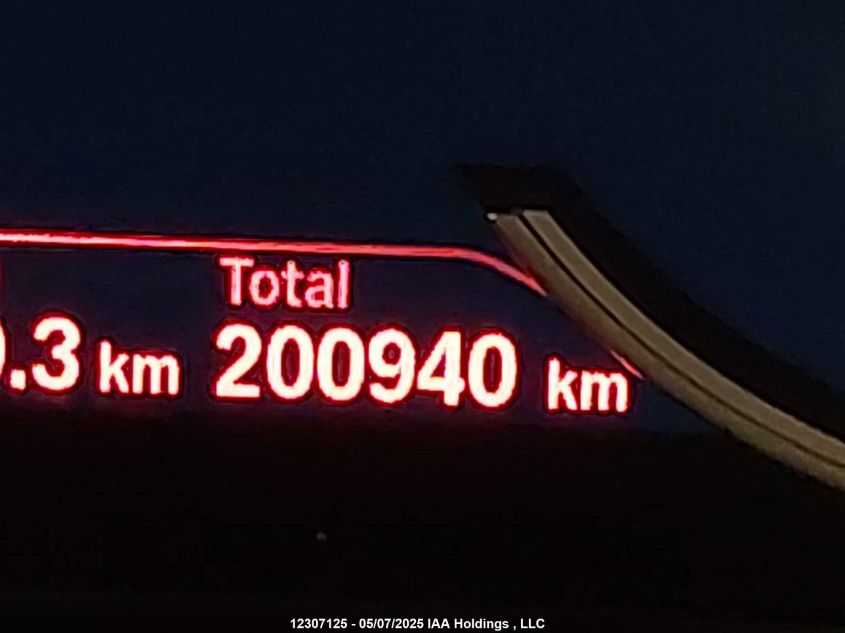 Total
.3 km 200940 km
12307125 - 05/07/2025 IAA Holdings , LLC